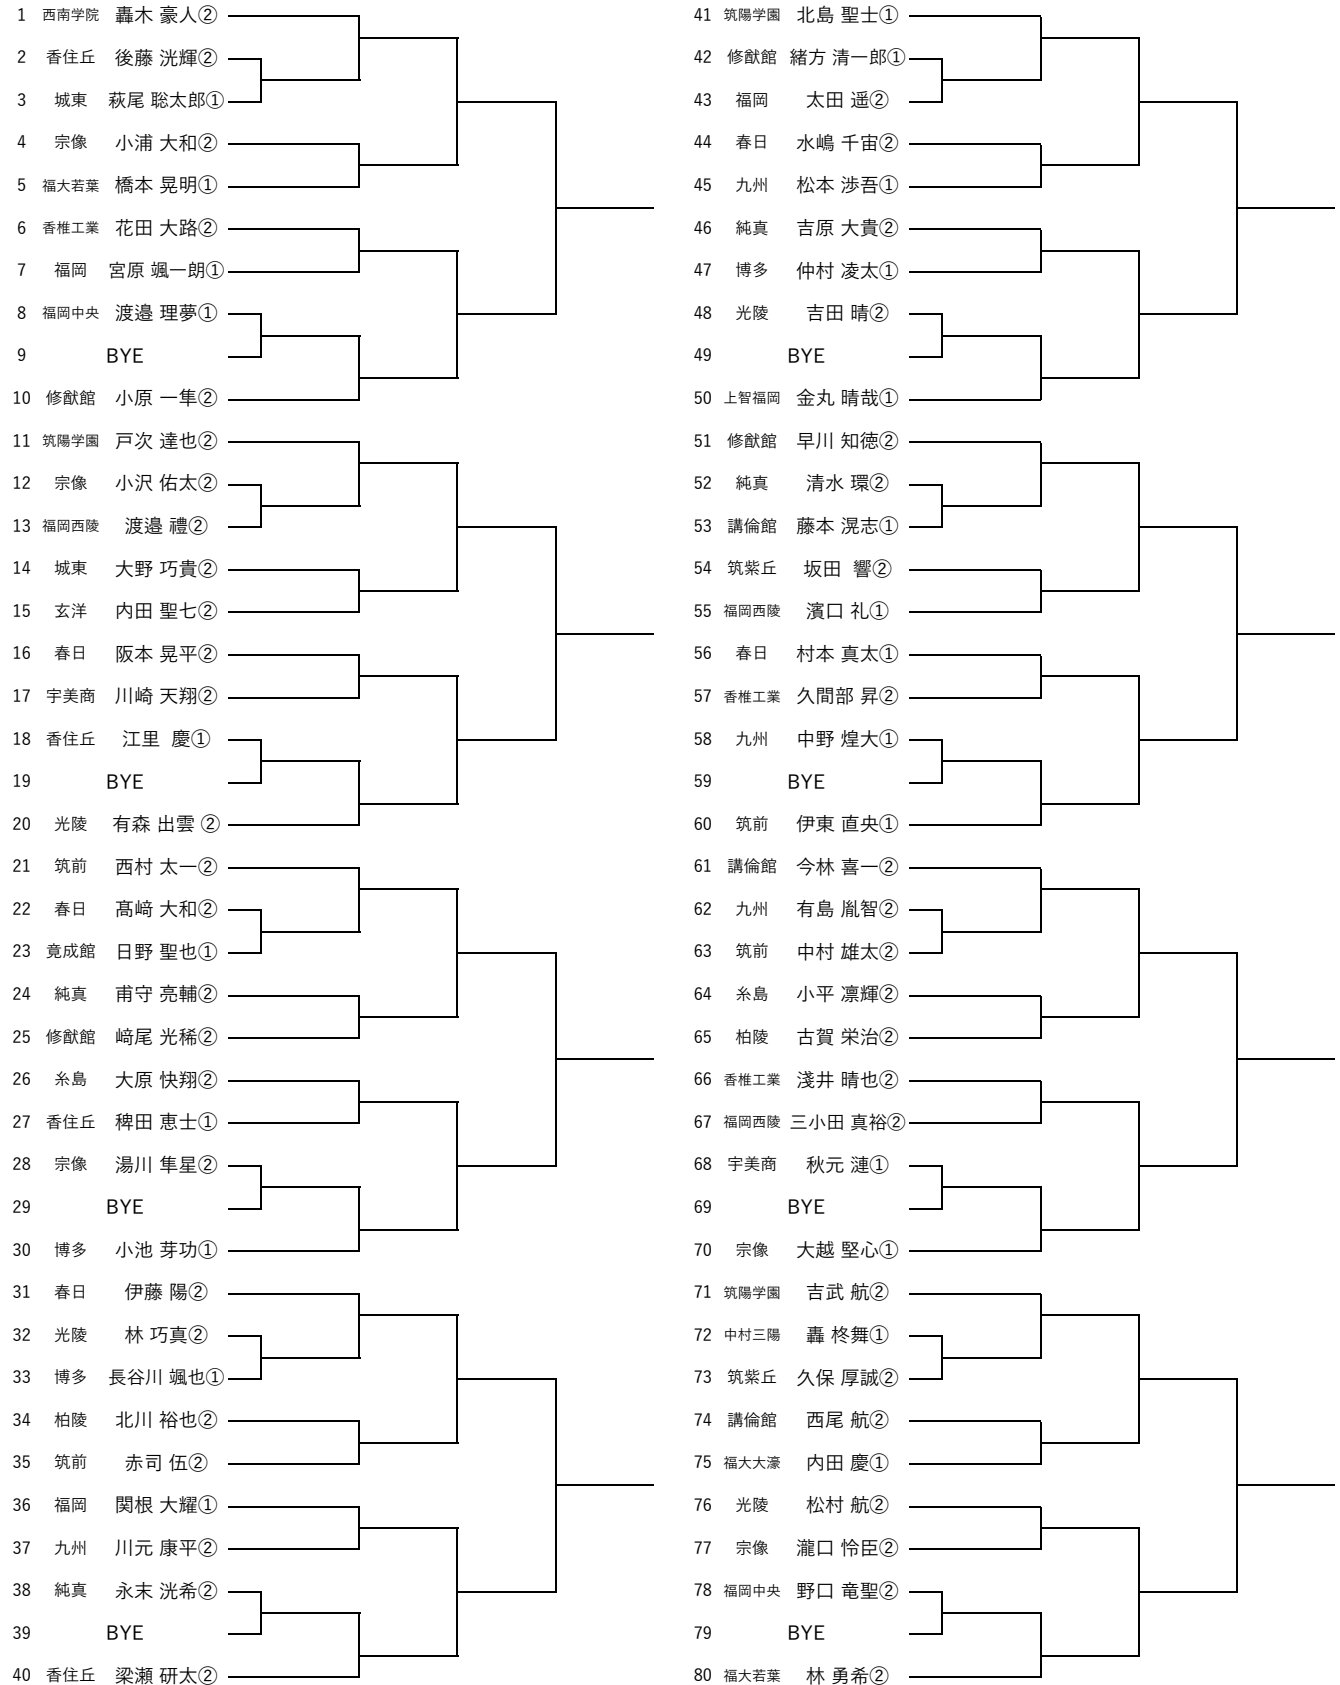 1 西南学院 轟木 豪人②
2 香住丘 後藤 洸輝②
3 城東 萩尾 聡太郎①
4 宗像 小浦 大和②
5 福大若葉 橋本 晃明①
6 香椎工業 花田 大路②
7 福岡 宮原 颯一朗①
8 福岡中央 渡邉 理夢①
9 BYE
10 修猷館 小原 一隼②
11 筑陽学園 戸次 達也②
12 宗像 小沢 佑太②
13 福岡西陵 渡邉 禮②
14 城東 大野 巧貴②
15 玄洋 内田 聖七②
16 春日 阪本 晃平②
17 宇美商 川崎 天翔②
18 香住丘 江里 慶①
19 BYE
20 光陵 有森 出雲 ②
21 筑前 西村 太一②
22 春日 髙﨑 大和②
23 竟成館 日野 聖也①
24 純真 甫守 亮輔②
25 修猷館 﨑尾 光稀②
26 糸島 大原 快翔②
27 香住丘 稗田 恵士①
28 宗像 湯川 隼星②
29 BYE
30 博多 小池 芽功①
31 春日 伊藤 陽②
32 光陵 林 巧真②
33 博多 長谷川 颯也①
34 柏陵 北川 裕也②
35 筑前 赤司 伍②
36 福岡 関根 大耀①
37 九州 川元 康平②
38 純真 永末 洸希②
39 BYE
40 香住丘 梁瀬 研太②
41 筑陽学園 北島 聖士①
42 修猷館 緒方 清一郎①
43 福岡 太田 遥②
44 春日 水嶋 千宙②
45 九州 松本 渉吾①
46 純真 吉原 大貴②
47 博多 仲村 凌太①
48 光陵 吉田 晴②
49 BYE
50 上智福岡 金丸 晴哉①
51 修猷館 早川 知徳②
52 純真 清水 環②
53 講倫館 藤本 滉志①
54 筑紫丘 坂田 響②
55 福岡西陵 濱口 礼①
56 春日 村本 真太①
57 香椎工業 久間部 昇②
58 九州 中野 煌大①
59 BYE
60 筑前 伊東 直央①
61 講倫館 今林 喜一②
62 九州 有島 胤智②
63 筑前 中村 雄太②
64 糸島 小平 凛輝②
65 柏陵 古賀 栄治②
66 香椎工業 淺井 晴也②
67 福岡西陵 三小田 真裕②
68 宇美商 秋元 漣①
69 BYE
70 宗像 大越 堅心①
71 筑陽学園 吉武 航②
72 中村三陽 轟 柊舞①
73 筑紫丘 久保 厚誠②
74 講倫館 西尾 航②
75 福大大濠 内田 慶①
76 光陵 松村 航②
77 宗像 瀧口 怜臣②
78 福岡中央 野口 竜聖②
79 BYE
80 福大若葉 林 勇希②